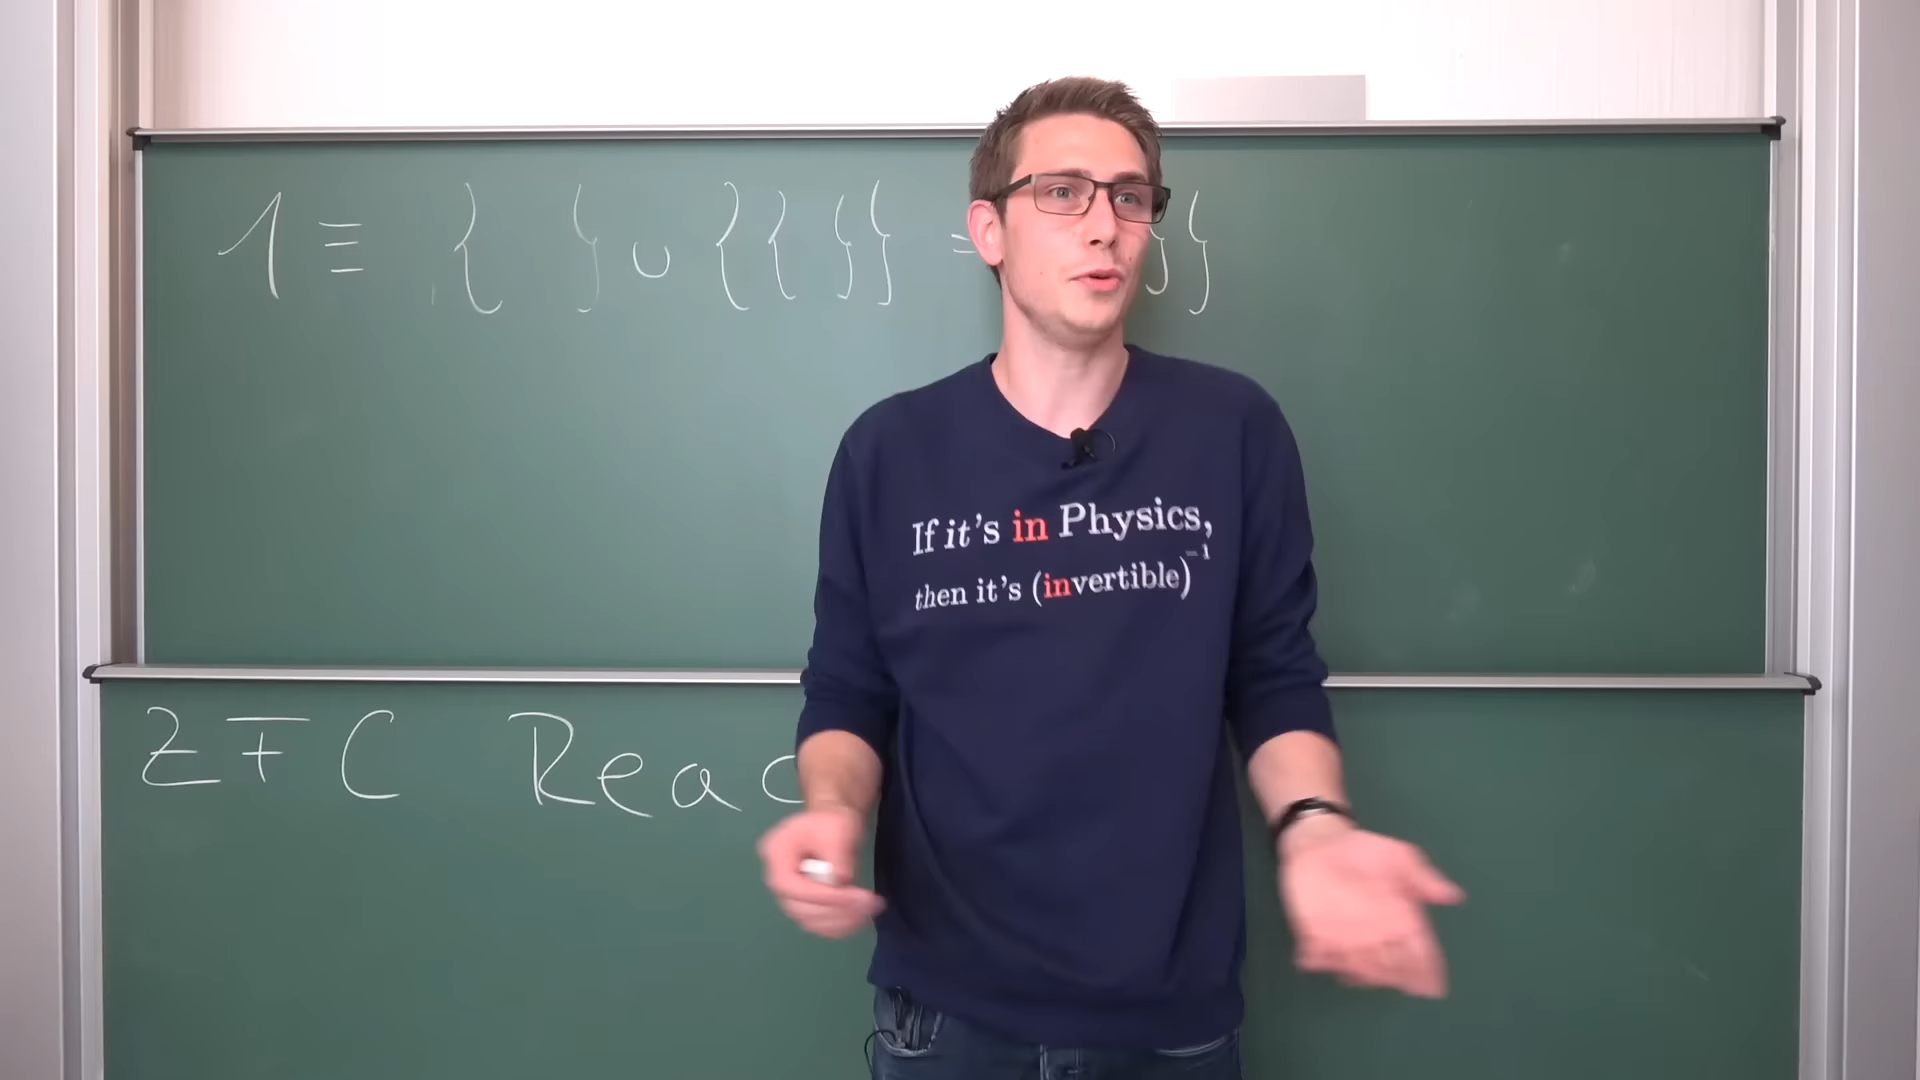 1 ≡ { } ∪ {{ }} = }}
If it's in Physics,
then it's (invertible)⁻¹
ZFC Reac